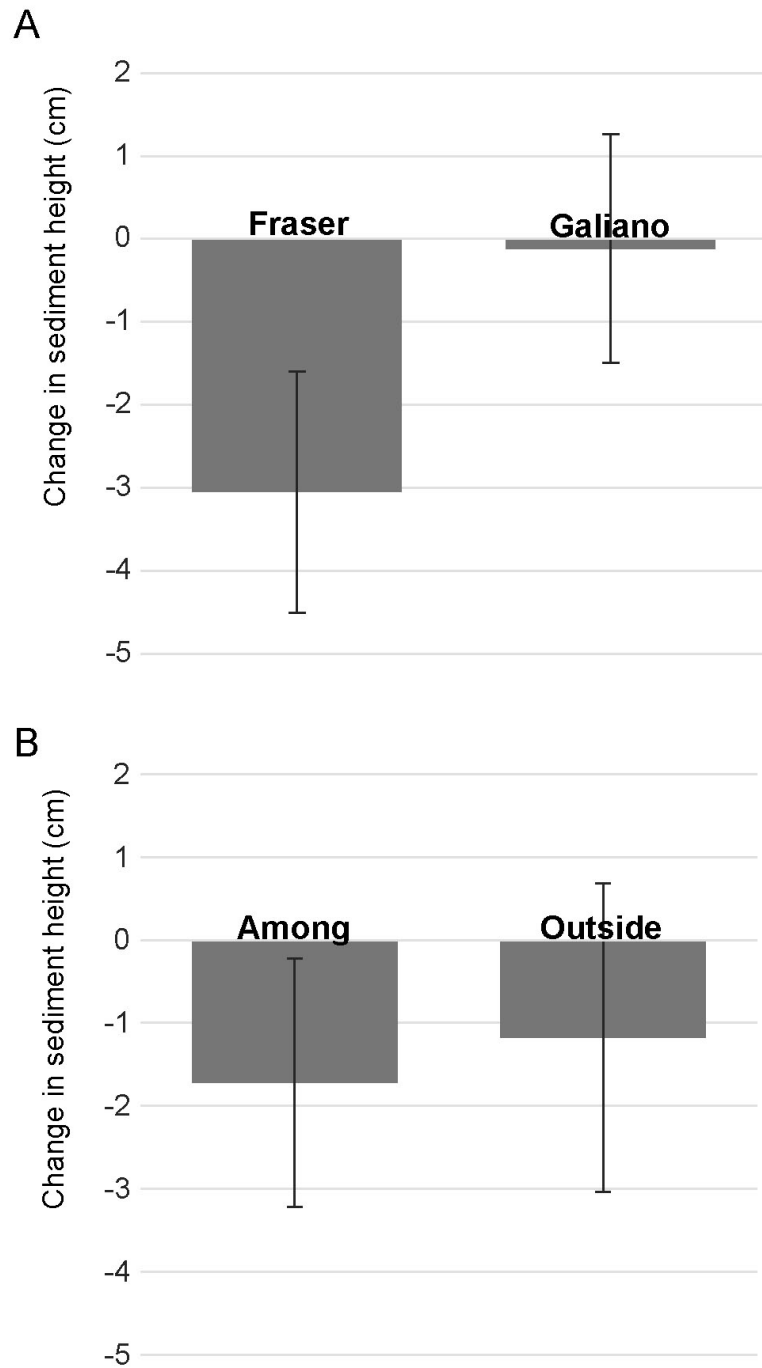 A
Change in sediment height (cm)
2
1
0
-1
-2
-3
-4
-5
Fraser
Galiano
B
Change in sediment height (cm)
2
1
0
-1
-2
-3
-4
-5
Among
Outside